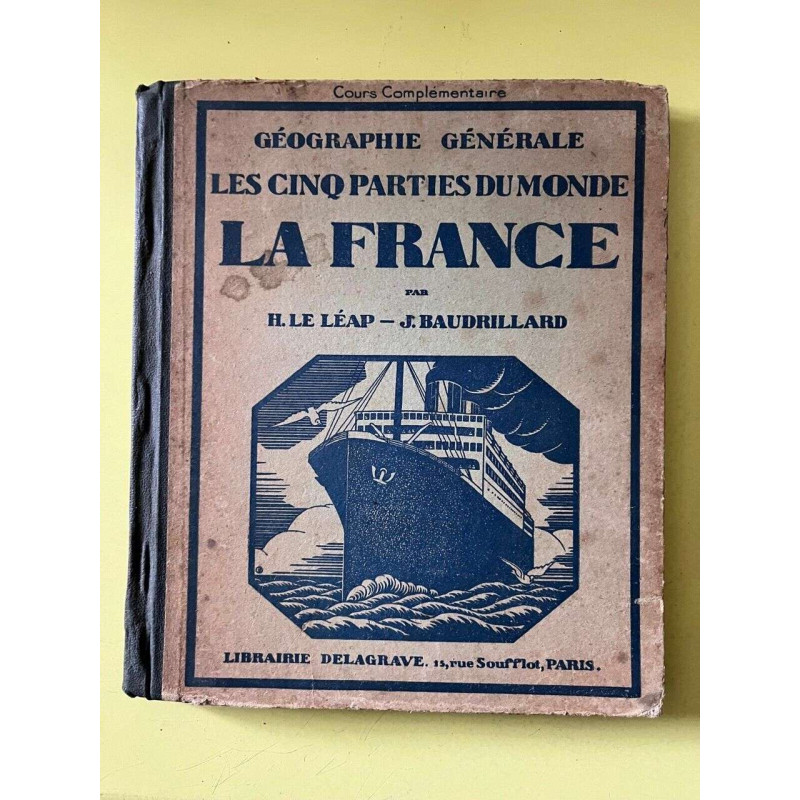 Cours Complémentaire
GÉOGRAPHIE GÉNÉRALE
LES CINQ PARTIES DU MONDE
LA FRANCE
PAR
H. LE LÉAP — J. BAUDRILLARD
LIBRAIRIE DELAGRAVE. 15, rue Soufflot, PARIS.